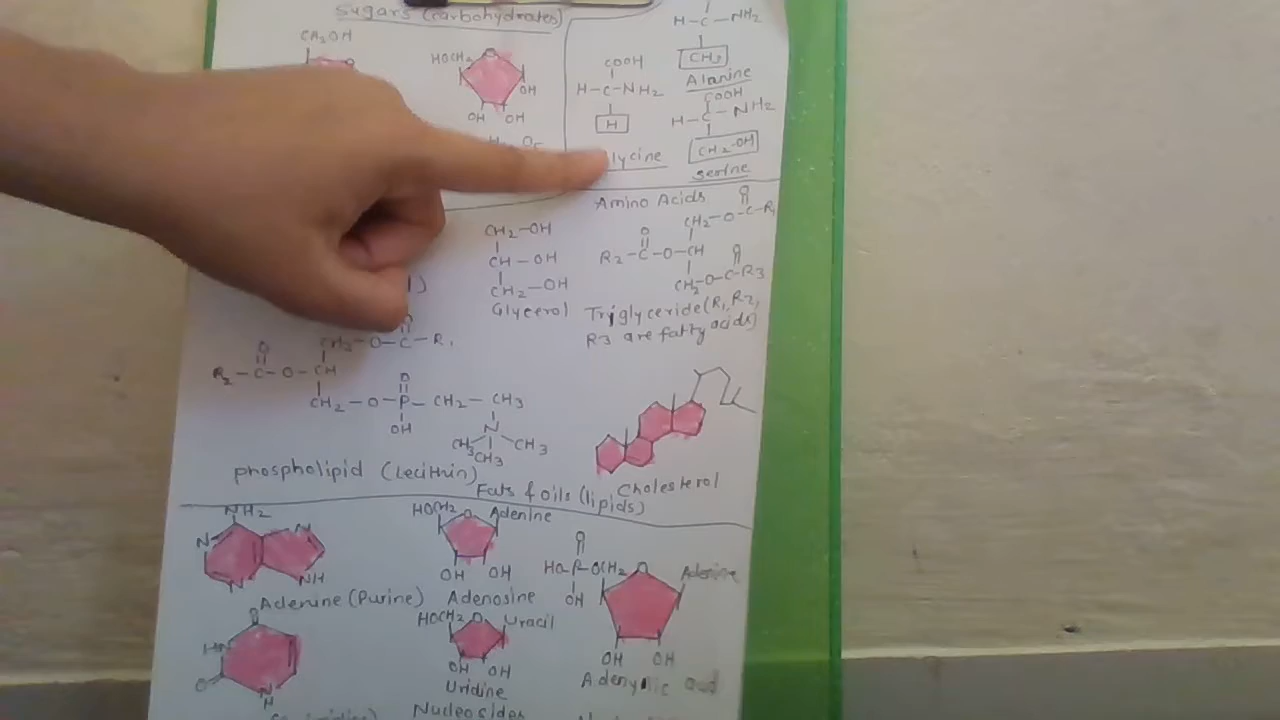 Sugars (carbohydrates)
CH2OH
O
HOCH2
O
OH
OH OH
COOH
H-C-NH2
H
Glycine
H-C-NH2
CH3
Alanine
COOH
H-C-NH2
CH2-OH
Serine
Amino Acids
CH2-OH
CH-OH
CH2-OH
Glycerol
O
CH2-O-C-R1
O
R2-C-O-CH
O
CH2-O-C-R3
Triglyceride (R1, R2,
R3 are fatty acids)
O
CH2-O-C-R1
O
R2-C-O-CH
O
CH2-O-P-CH2-CH3
OH
N
CH3 CH3
CH3
phospholipid (Lecithin)
Fats & oils (lipids)
Cholesterol
NH2
N N
N NH
Adenine (Purine)
HOCH2 O Adenine
OH OH
Adenosine
O
HO-P-OCH2 O Adenine
OH
OH OH
Adenylic acid
O
HN
O N
H
HOCH2 O Uracil
OH OH
Uridine
Nucleosides